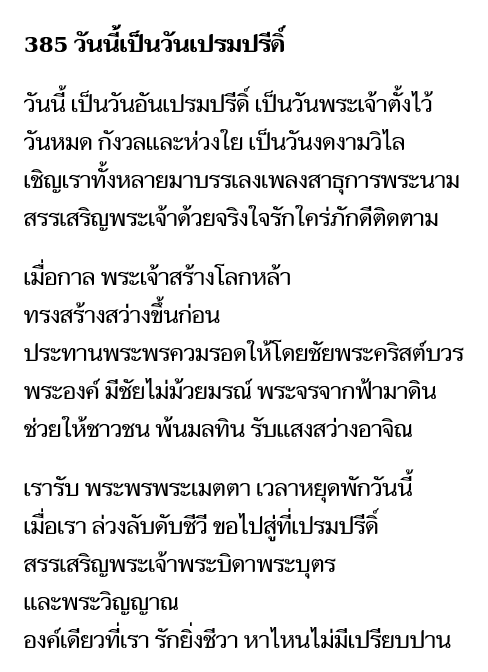 385 วันนี้เป็นวันเปรมปรีดิ์
วันนี้ เป็นวันอันเปรมปรีดิ์ เป็นวันพระเจ้าตั้งไว้
วันหมด กังวลและห่วงใย เป็นวันงดงามวิไล
เชิญเราทั้งหลายมาบรรเลงเพลงสาธุการพระนาม
สรรเสริญพระเจ้าด้วยจริงใจรักใคร่ภักดีติดตาม
เมื่อกาล พระเจ้าสร้างโลกหล้า
ทรงสร้างสว่างขึ้นก่อน
ประทานพระพรควมรอดให้โดยชัยพระคริสต์บวร
พระองค์ มีชัยไม่ม้วยมรณ์ พระจรจากฟ้ามาดิน
ช่วยให้ชาวชน พ้นมลทิน รับแสงสว่างอาจิณ
เรารับ พระพรพระเมตตา เวลาหยุดพักวันนี้
เมื่อเรา ล่วงลับดับชีวี ขอไปสู่ที่เปรมปรีดิ์
สรรเสริญพระเจ้าพระบิดาพระบุตร
และพระวิญญาณ
องค์เดียวที่เรา รักยิ่งชีวา หาไหนไม่มีเปรียบปาน